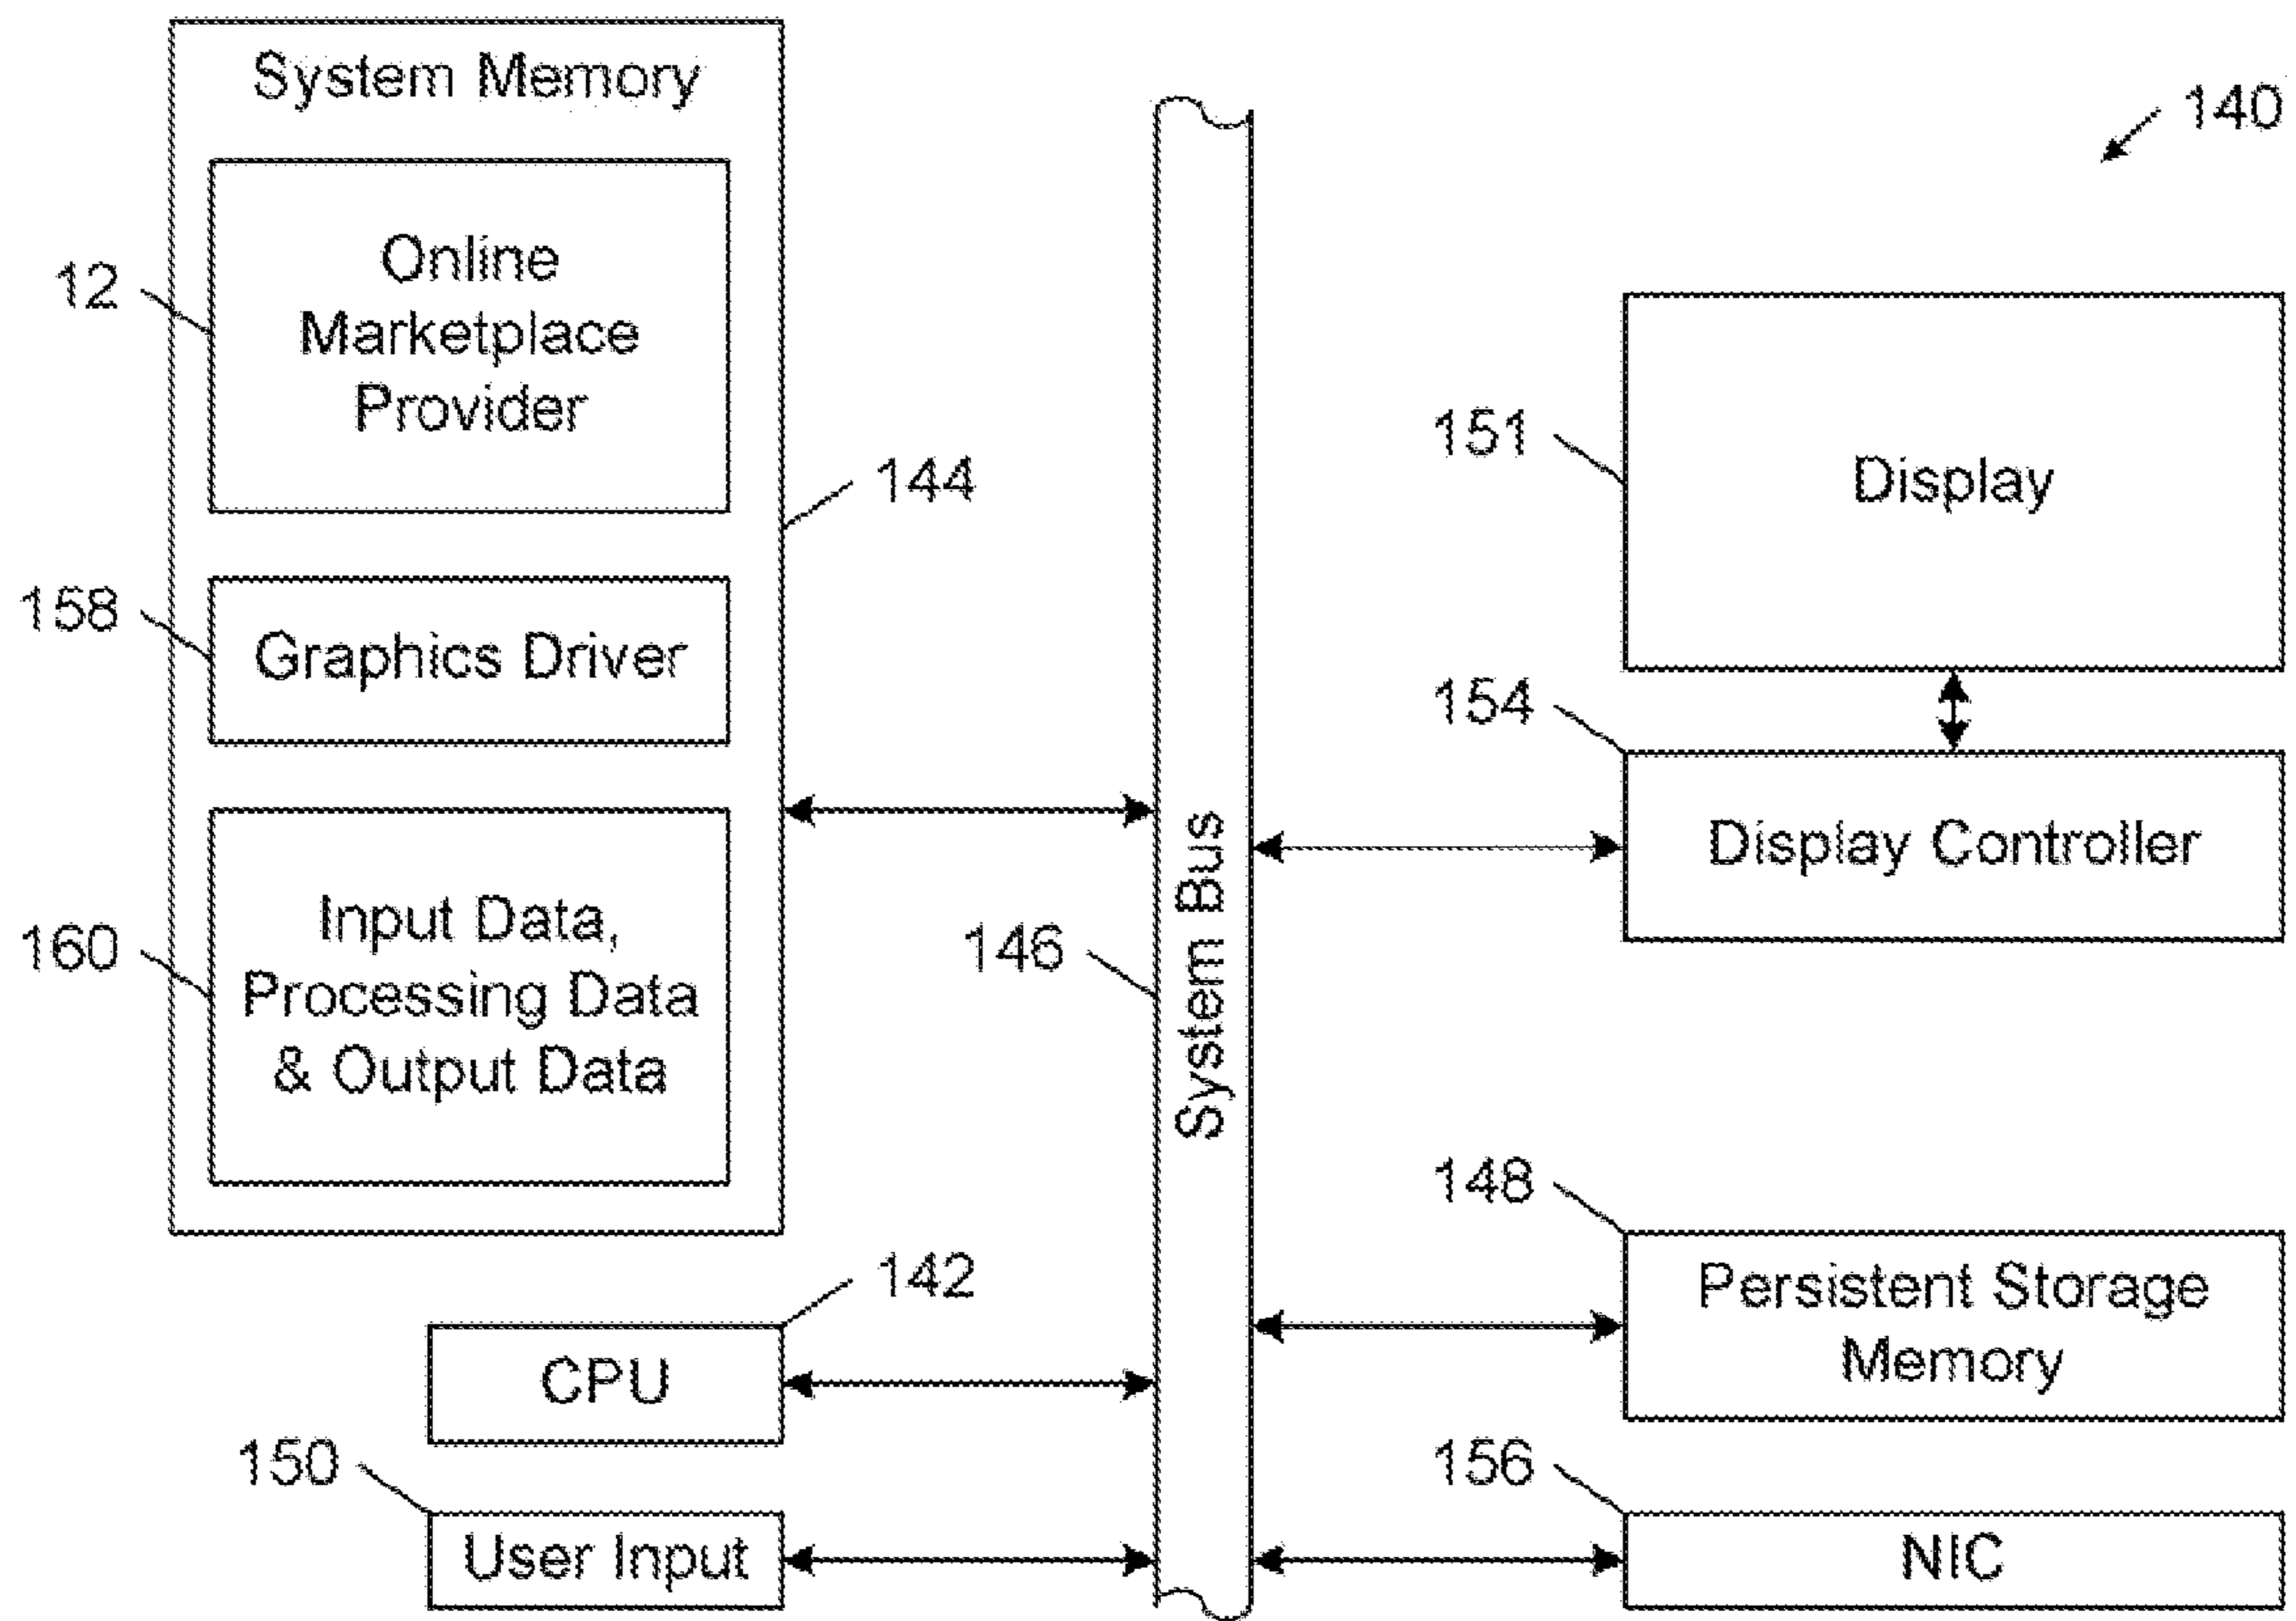 System Memory
140
Online
Marketplace
Provider
12
144
151
Display
158
Graphics Driver
154
Display Controller
160
Input Data,
Processing Data
& Output Data
146
System Bus
148
Persistent Storage
Memory
142
CPU
150
User Input
156
NIC